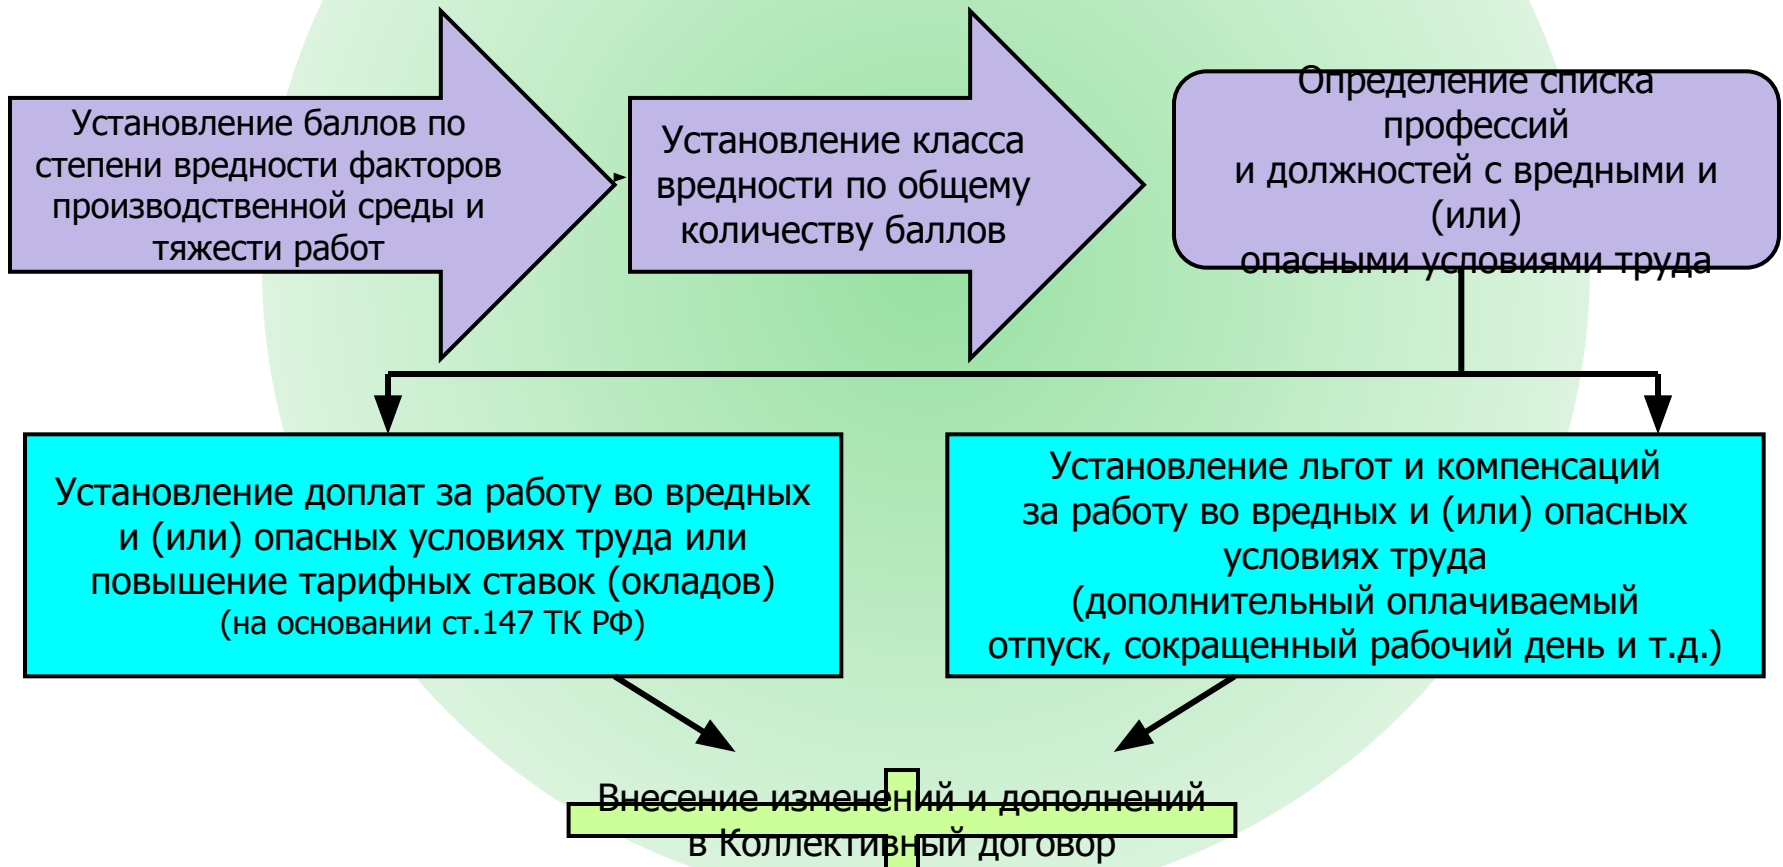 Установление баллов по
степени вредности факторов
производственной среды и
тяжести работ
Установление класса
вредности по общему
количеству баллов
Определение списка
профессий
и должностей с вредными и
(или)
опасными условиями труда
Установление доплат за работу во вредных
и (или) опасных условиях труда или
повышение тарифных ставок (окладов)
(на основании ст.147 ТК РФ)
Установление льгот и компенсаций
за работу во вредных и (или) опасных
условиях труда
(дополнительный оплачиваемый
отпуск, сокращенный рабочий день и т.д.)
Внесение изменений и дополнений
в Коллективный договор